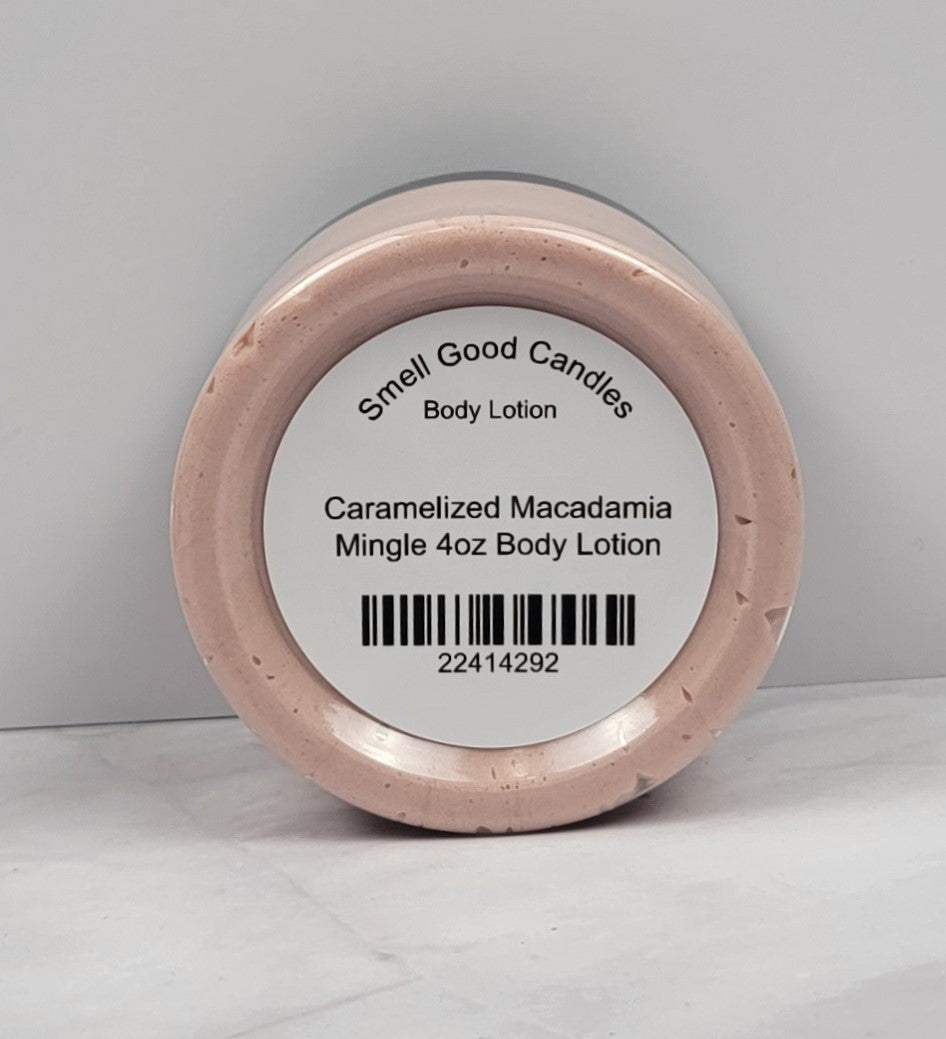 Smell Good Candles
Body Lotion
Caramelized Macadamia
Mingle 4oz Body Lotion
22414292